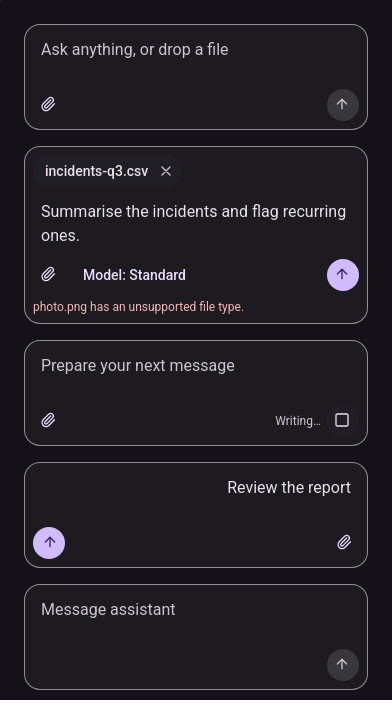 Ask anything, or drop a file
incidents-q3.csv
Summarise the incidents and flag recurring
ones.
Model: Standard
photo.png has an unsupported file type.
Prepare your next message
Writing…
Review the report
Message assistant